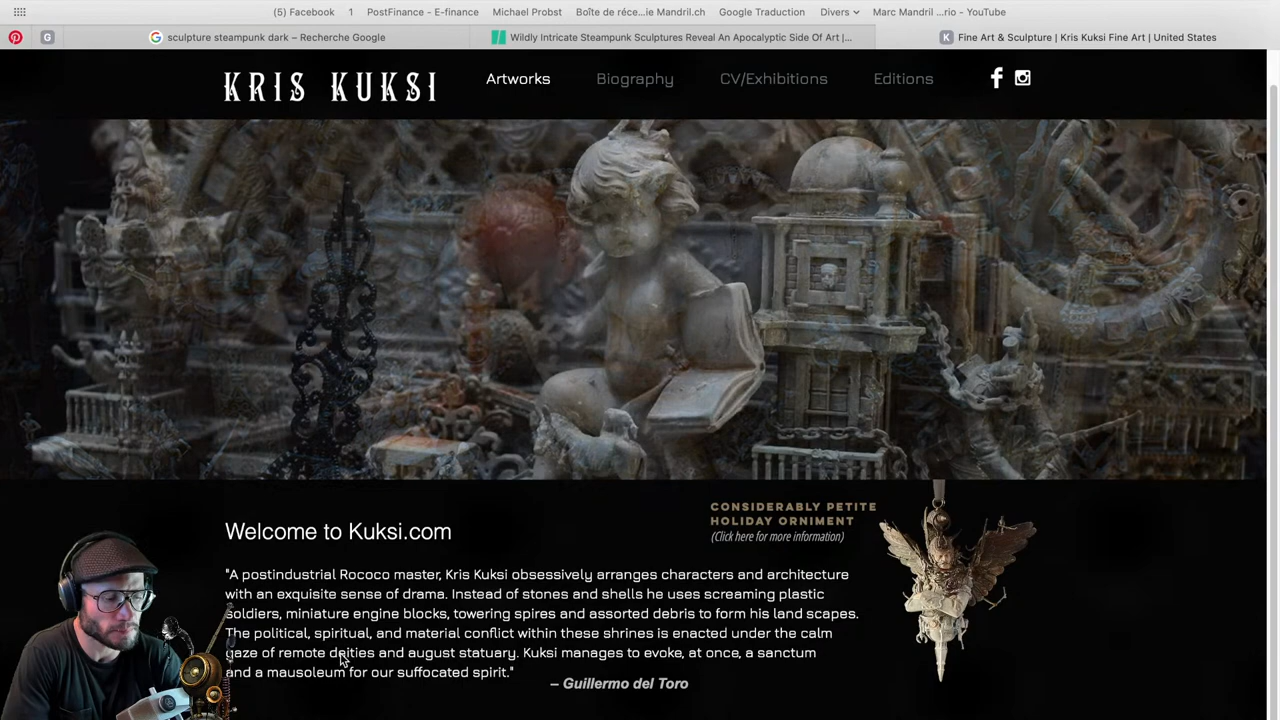 (5) Facebook 1 PostFinance - E-finance Michael Probst Boîte de réce...ie Mandril.ch Google Traduction Divers Marc Mandril ...rio - YouTube
G sculpture steampunk dark – Recherche Google Wildly Intricate Steampunk Sculptures Reveal An Apocalyptic Side Of Art |... K Fine Art & Sculpture | Kris Kuksi Fine Art | United States
KRIS KUKSI Artworks Biography CV/Exhibitions Editions
CONSIDERABLY PETITE
HOLIDAY ORNIMENT
(Click here for more information)
Welcome to Kuksi.com
"A postindustrial Rococo master, Kris Kuksi obsessively arranges characters and architecture
with an exquisite sense of drama. Instead of stones and shells he uses screaming plastic
soldiers, miniature engine blocks, towering spires and assorted debris to form his land scapes.
The political, spiritual, and material conflict within these shrines is enacted under the calm
gaze of remote deities and august statuary. Kuksi manages to evoke, at once, a sanctum
and a mausoleum for our suffocated spirit."
– Guillermo del Toro